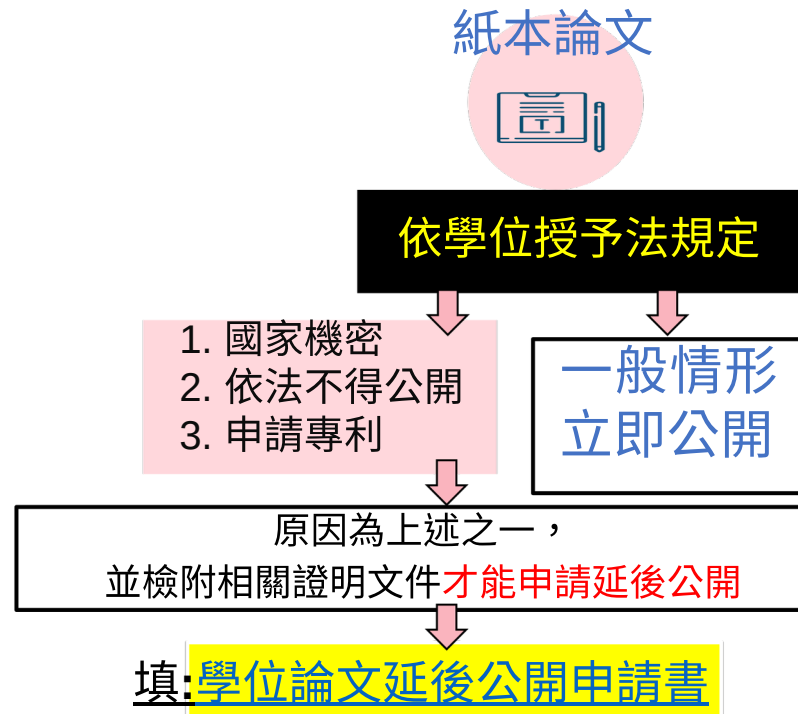 紙本論文
T
依學位授予法規定
1. 國家機密
2. 依法不得公開
3. 申請專利
一般情形
立即公開
原因為上述之一，
並檢附相關證明文件才能申請延後公開
填:學位論文延後公開申請書